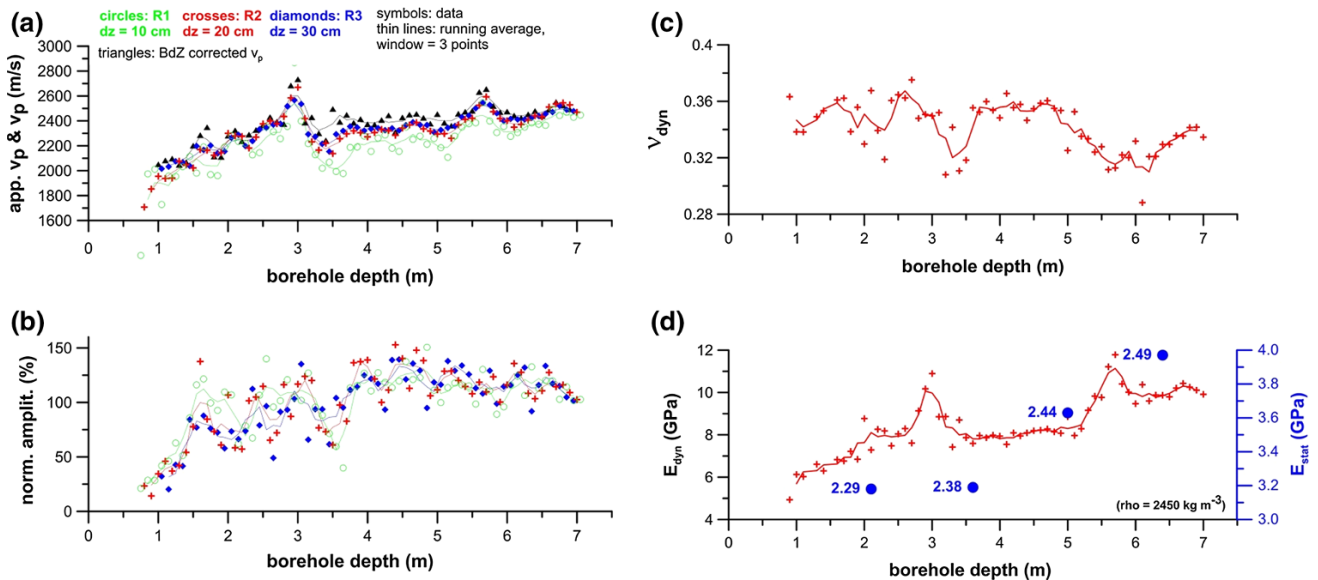 (a)
circles: R1 crosses: R2 diamonds: R3
dz = 10 cm dz = 20 cm dz = 30 cm
symbols: data
thin lines: running average,
window = 3 points
triangles: BdZ corrected vp
app. vp & vp (m/s)
3000
2800
2600
2400
2200
2000
1800
1600
0 1 2 3 4 5 6 7
borehole depth (m)
(b)
norm. amplit. (%)
150
100
50
0
0 1 2 3 4 5 6 7
borehole depth (m)
(c)
νdyn
0.4
0.36
0.32
0.28
0 1 2 3 4 5 6 7
borehole depth (m)
(d)
Edyn (GPa)
12
10
8
6
4
2.29
2.38
2.44
2.49
(rho = 2450 kg m-3)
4.0
3.8
3.6
3.4
3.2
3.0
Estat (GPa)
0 1 2 3 4 5 6 7
borehole depth (m)